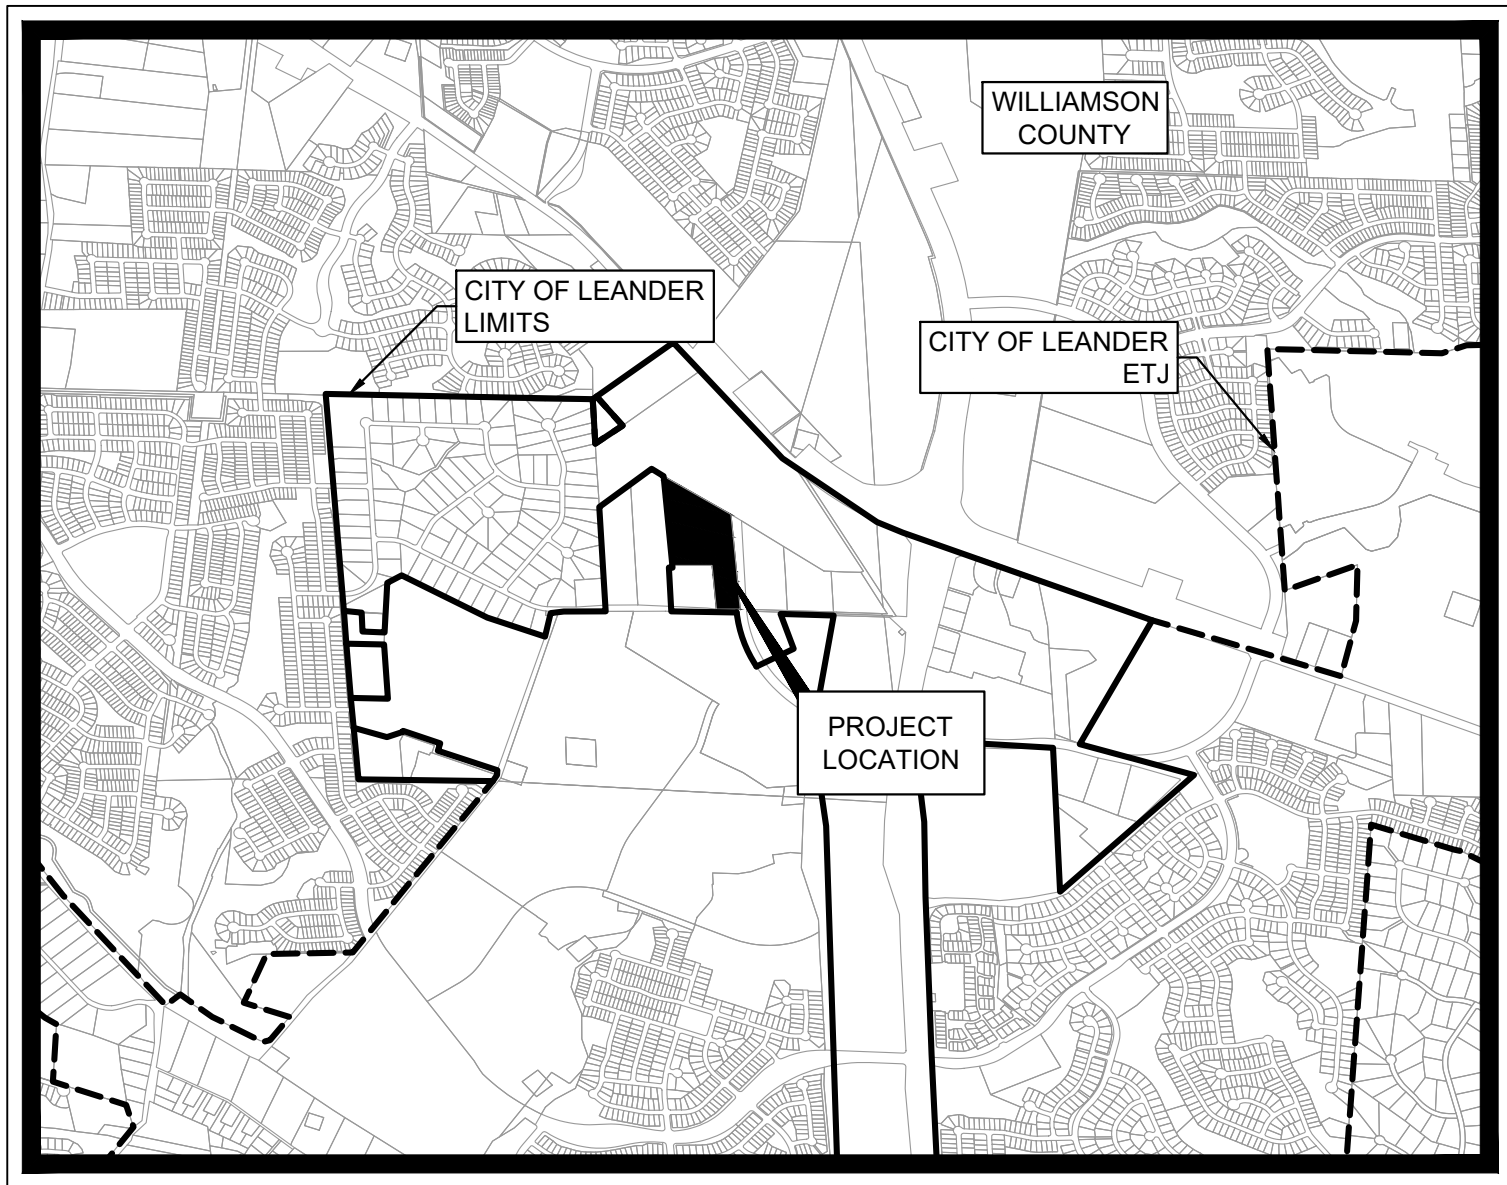 WILLIAMSON
COUNTY
CITY OF LEANDER
LIMITS
CITY OF LEANDER
ETJ
PROJECT
LOCATION